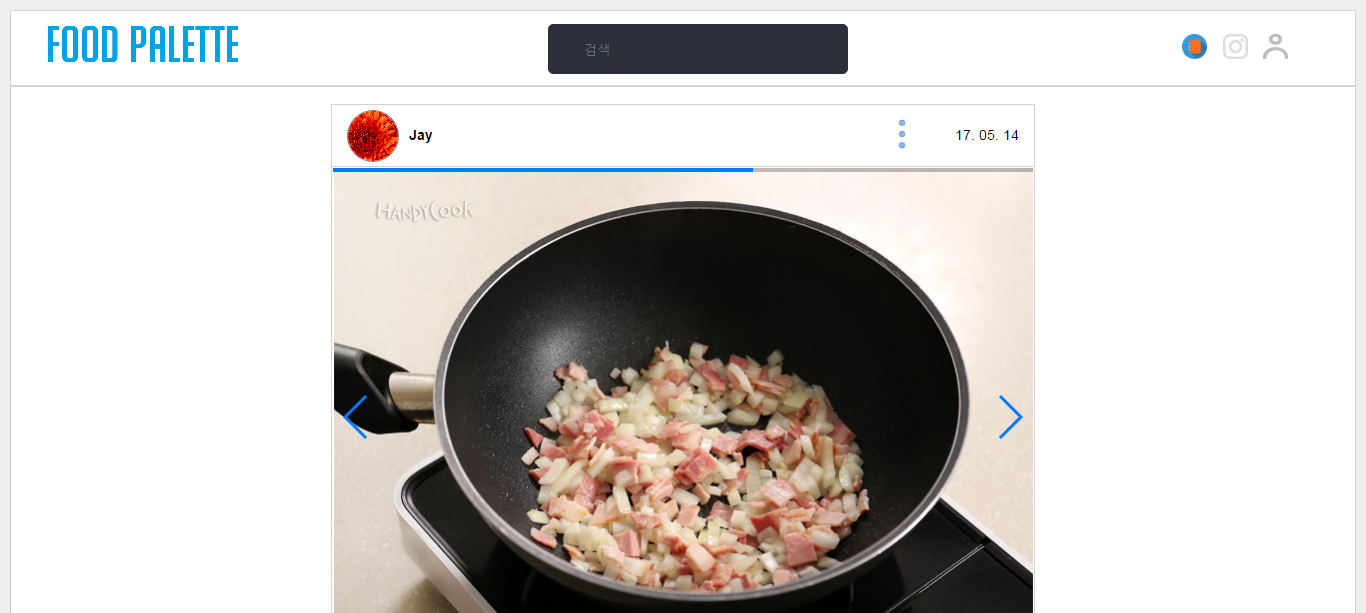 FOOD PALETTE
검색
Jay
17. 05. 14
HANDYCOOK